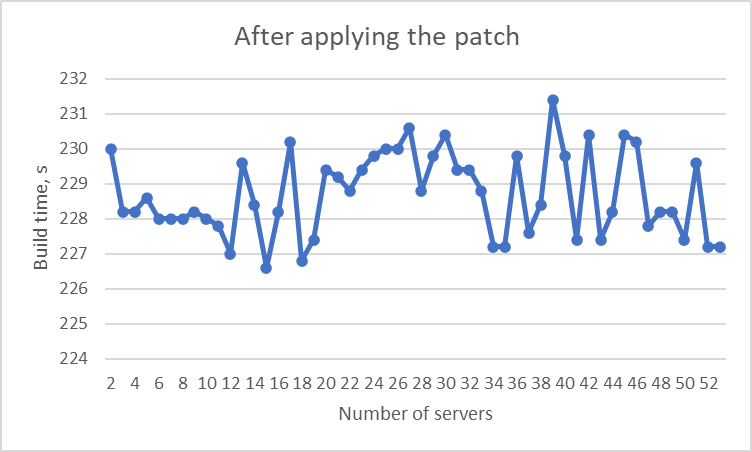 After applying the patch
232
231
230
229
228
227
226
225
224
Build time, s
2 4 6 8 10 12 14 16 18 20 22 24 26 28 30 32 34 36 38 40 42 44 46 48 50 52
Number of servers